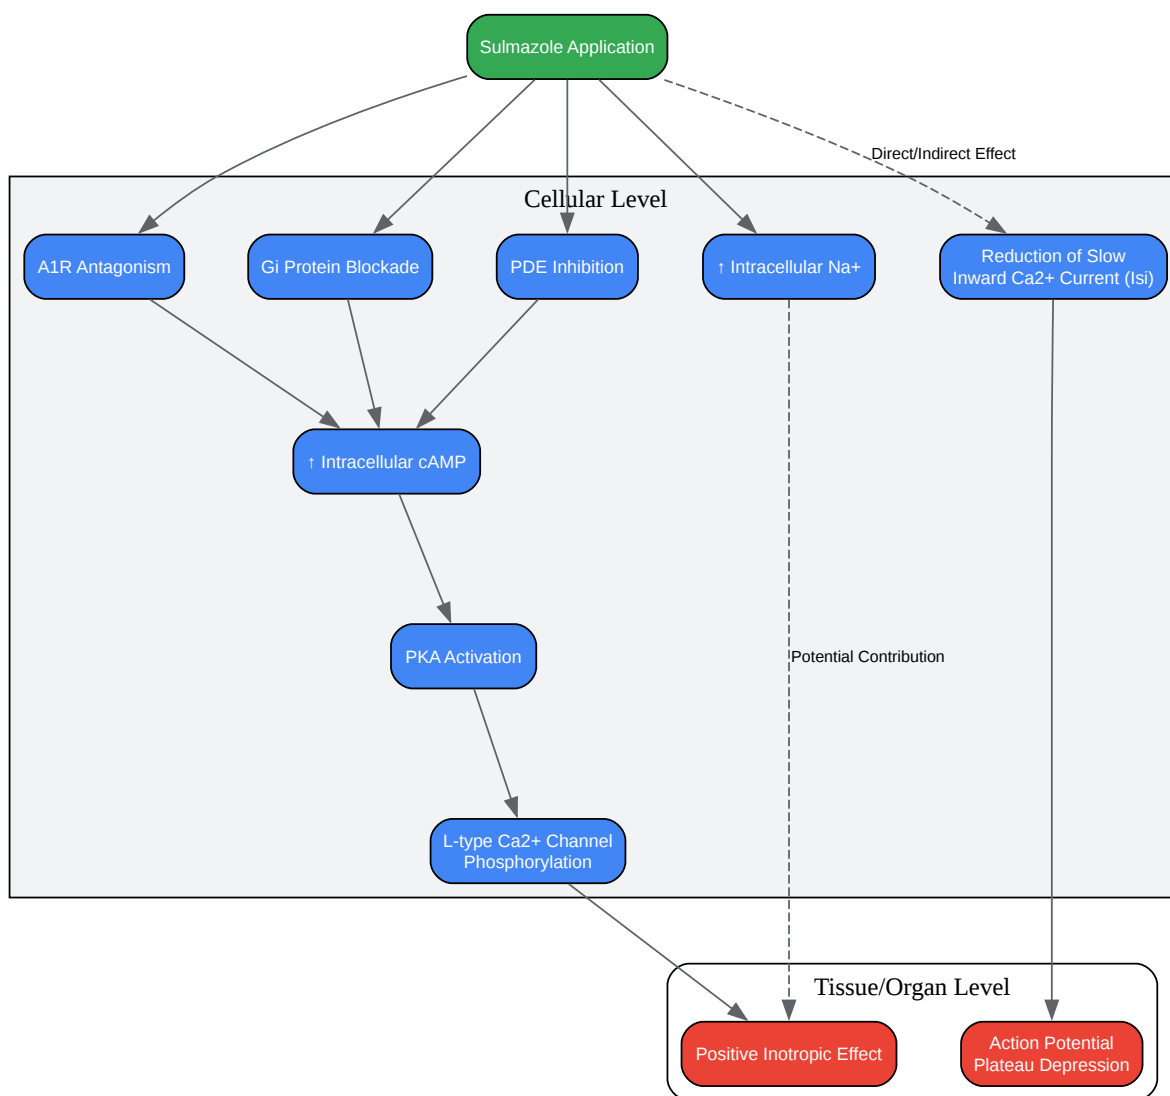 Sulmazole Application
Direct/Indirect Effect
Cellular Level
A1R Antagonism
Gi Protein Blockade
PDE Inhibition
↑ Intracellular Na+
Reduction of Slow
Inward Ca2+ Current (Isi)
↑ Intracellular cAMP
PKA Activation
Potential Contribution
L-type Ca2+ Channel
Phosphorylation
Tissue/Organ Level
Positive Inotropic Effect
Action Potential
Plateau Depression